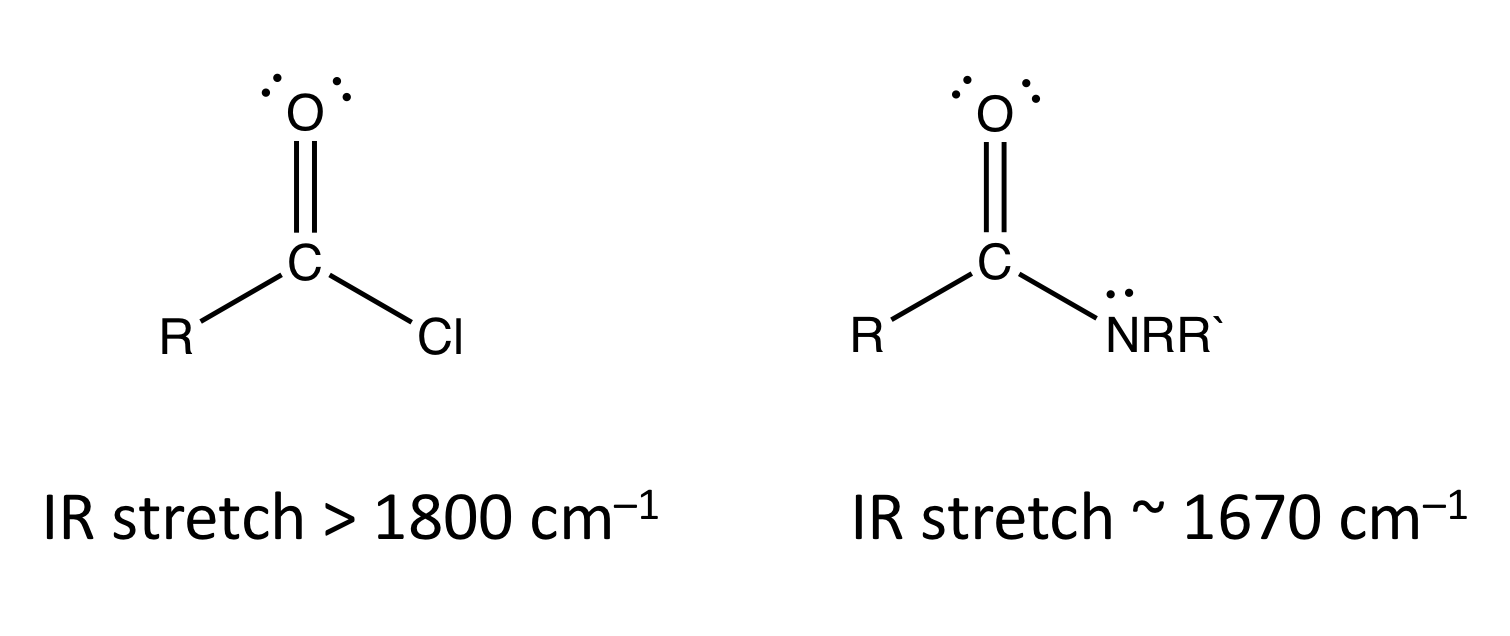 O O
C C
R Cl R NRR`
IR stretch > 1800 cm⁻¹ IR stretch ~ 1670 cm⁻¹